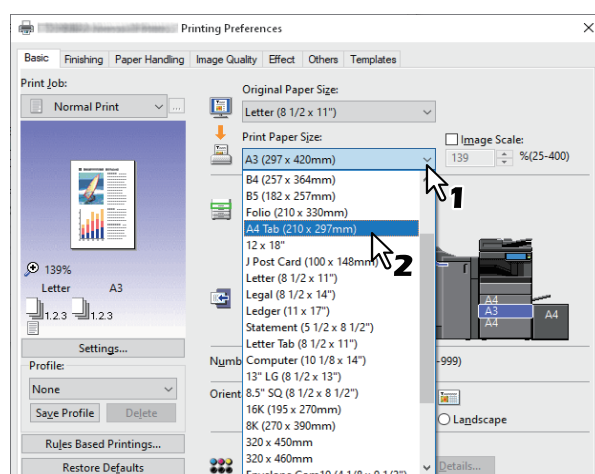 Printing Preferences
Basic Finishing Paper Handling Image Quality Effect Others Templates
Print Job:
Normal Print
...
Original Paper Size:
Letter (8 1/2 x 11")
Print Paper Size:
A3 (297 x 420mm)
Image Scale:
139 %(25-400)
1
B4 (257 x 364mm)
B5 (182 x 257mm)
Folio (210 x 330mm)
A4 Tab (210 x 297mm)
2
12 x 18"
J Post Card (100 x 148mm)
Letter (8 1/2 x 11")
Legal (8 1/2 x 14")
Ledger (11 x 17")
Statement (5 1/2 x 8 1/2")
Letter Tab (8 1/2 x 11")
Computer (10 1/8 x 14")
13" LG (8 1/2 x 13")
8.5" SQ (8 1/2 x 8 1/2")
16K (195 x 270mm)
8K (270 x 390mm)
320 x 450mm
320 x 460mm
139%
Letter A3
1.2.3 1.2.3
Settings...
Profile:
None
Save Profile Delete
Rules Based Printings...
Restore Defaults
A4
A3
A4
A4
Numb
-999)
Orient
Landscape
Details...